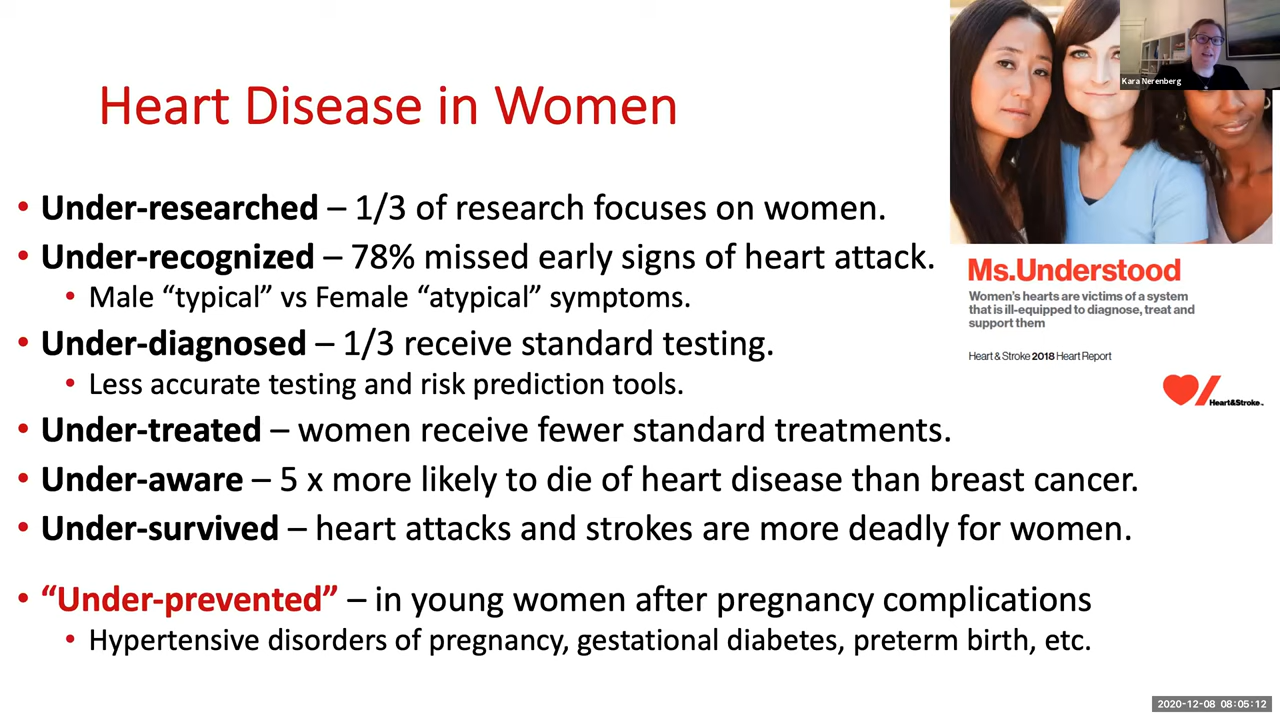 Heart Disease in Women
• Under-researched – 1/3 of research focuses on women.
• Under-recognized – 78% missed early signs of heart attack.
• Male “typical” vs Female “atypical” symptoms.
• Under-diagnosed – 1/3 receive standard testing.
• Less accurate testing and risk prediction tools.
• Under-treated – women receive fewer standard treatments.
• Under-aware – 5 x more likely to die of heart disease than breast cancer.
• Under-survived – heart attacks and strokes are more deadly for women.
• “Under-prevented” – in young women after pregnancy complications
• Hypertensive disorders of pregnancy, gestational diabetes, preterm birth, etc.
Kara Nerenberg
Ms.Understood
Women’s hearts are victims of a system
that is ill-equipped to diagnose, treat and
support them
Heart & Stroke 2018 Heart Report
Heart&Stroke™
2020-12-08 08:05:12